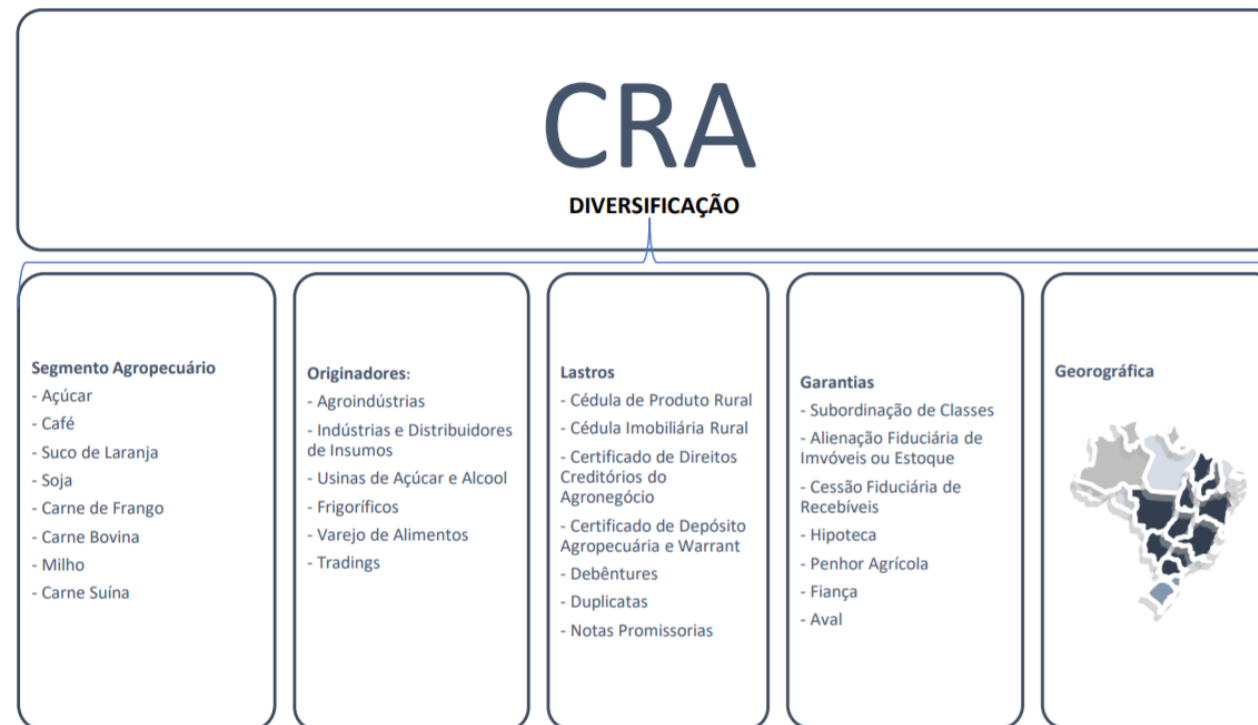 CRA
DIVERSIFICAÇÃO
Segmento Agropecuário
- Açúcar
- Café
- Suco de Laranja
- Soja
- Carne de Frango
- Carne Bovina
- Milho
- Carne Suína
Originadores:
- Agroindústrias
- Indústrias e Distribuidores
de Insumos
- Usinas de Açúcar e Alcool
- Frigoríficos
- Varejo de Alimentos
- Tradings
Lastros
- Cédula de Produto Rural
- Cédula Imobiliária Rural
- Certificado de Direitos
Creditórios do
Agronegócio
- Certificado de Depósito
Agropecuária e Warrant
- Debêntures
- Duplicatas
- Notas Promissorias
Garantias
- Subordinação de Classes
- Alienação Fiduciária de
Imvóveis ou Estoque
- Cessão Fiduciária de
Recebíveis
- Hipoteca
- Penhor Agrícola
- Fiança
- Aval
Georográfica